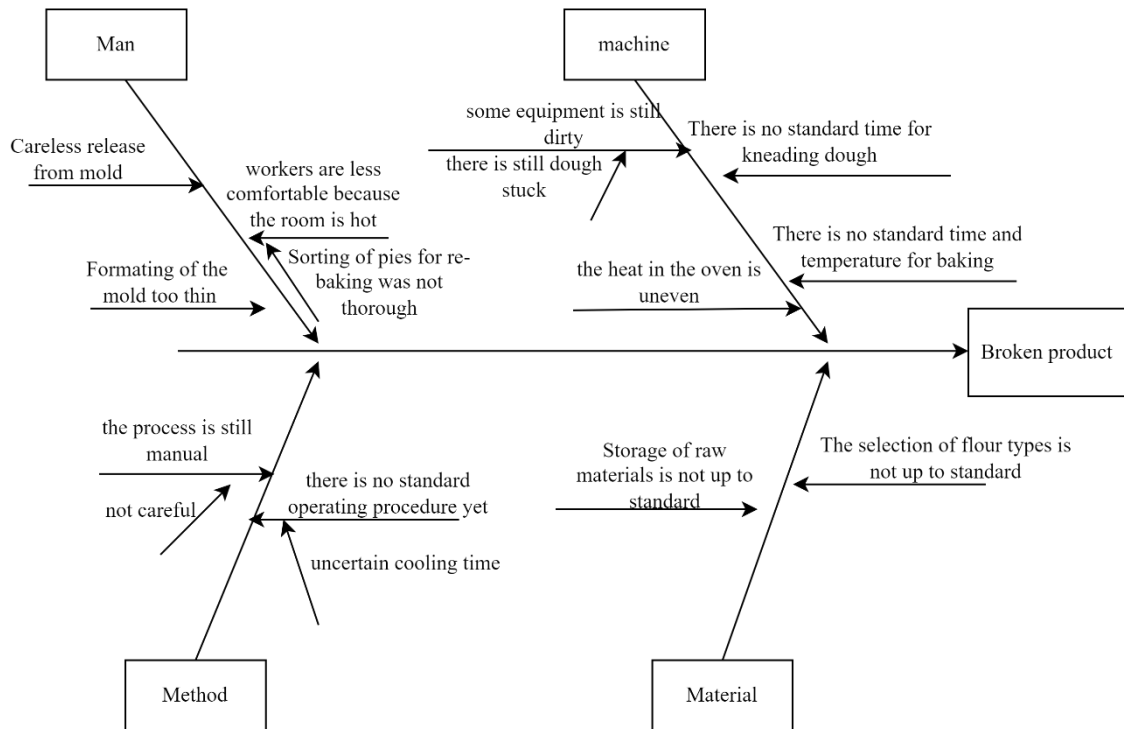 Man
machine
some equipment is still
dirty
there is still dough
stuck
There is no standard time for
kneading dough
Careless release
from mold
workers are less
comfortable because
the room is hot
Sorting of pies for re-
baking was not
thorough
Formating of the
mold too thin
There is no standard time and
temperature for baking
the heat in the oven is
uneven
Broken product
the process is still
manual
not careful
there is no standard
operating procedure yet
uncertain cooling time
Storage of raw
materials is not up to
standard
The selection of flour types is
not up to standard
Method
Material